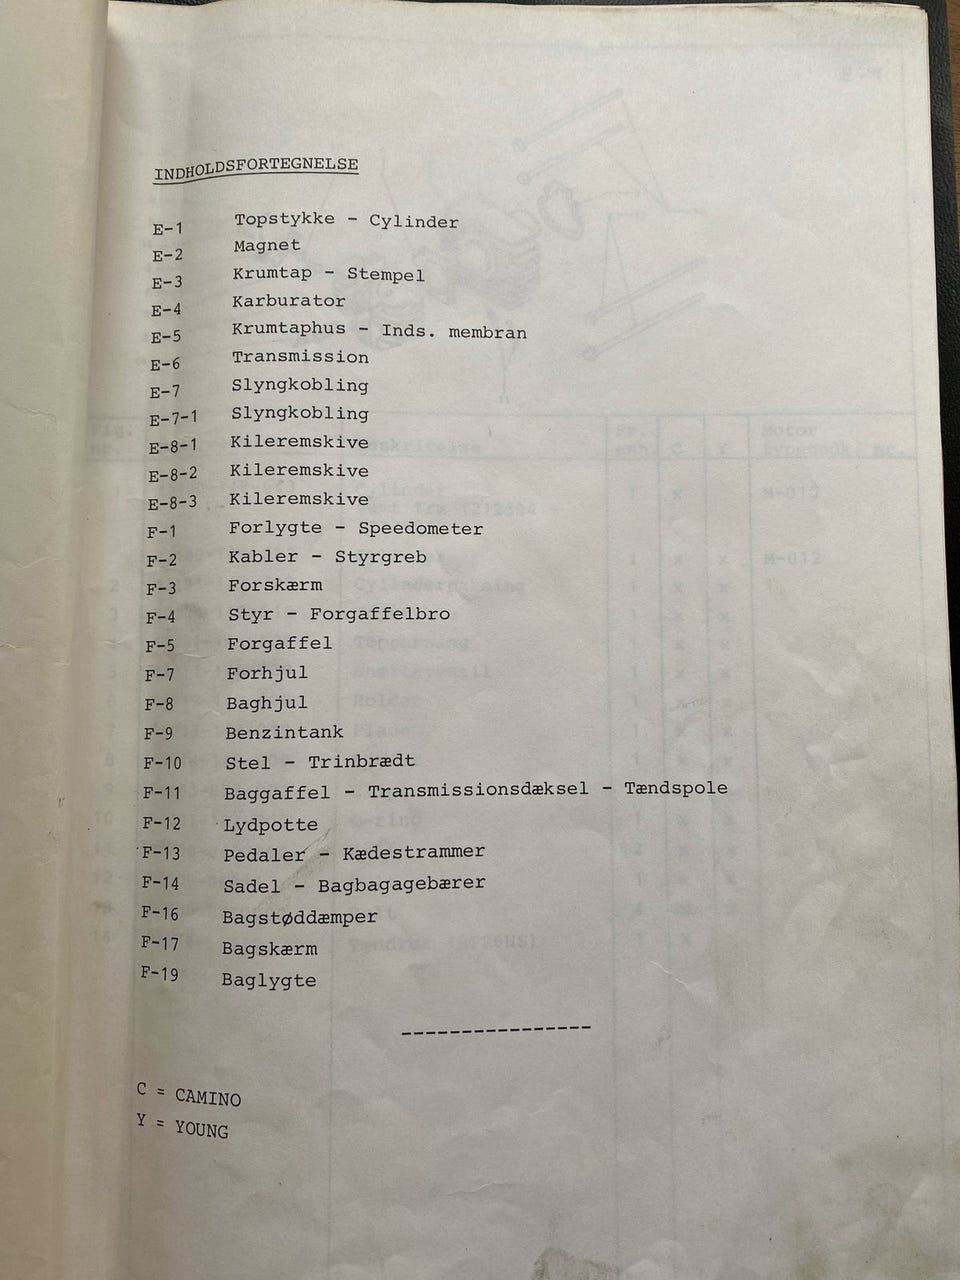 INDHOLDSFORTEGNELSE
E-1 Topstykke - Cylinder
E-2 Magnet
E-3 Krumtap - Stempel
E-4 Karburator
E-5 Krumtaphus - Inds. membran
E-6 Transmission
E-7 Slyngkobling
E-7-1 Slyngkobling
E-8-1 Kileremskive
E-8-2 Kileremskive
E-8-3 Kileremskive
F-1 Forlygte - Speedometer
F-2 Kabler - Styrgreb
F-3 Forskærm
F-4 Styr - Forgaffelbro
F-5 Forgaffel
F-7 Forhjul
F-8 Baghjul
F-9 Benzintank
F-10 Stel - Trinbrædt
F-11 Baggaffel - Transmissionsdæksel - Tændspole
F-12 Lydpotte
F-13 Pedaler - Kædestrammer
F-14 Sadel - Bagbagagebærer
F-16 Bagstøddæmper
F-17 Bagskærm
F-19 Baglygte
----------------
C = CAMINO
Y = YOUNG